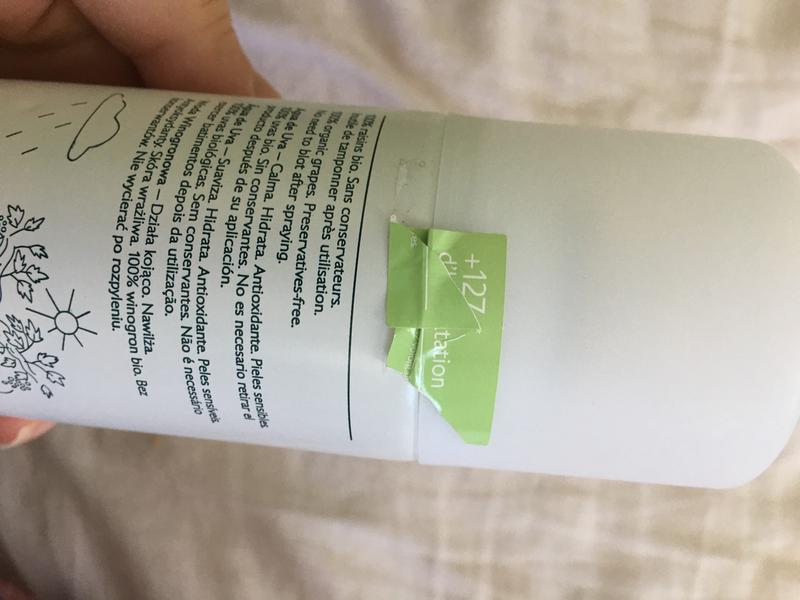 100% raisins bio. Sans conservateurs.
Inutile de tamponner après utilisation.
100% organic grapes. Preservatives-free.
No need to blot after spraying.
Agua de Uva – Calma. Hidrata. Antioxidante. Pieles sensibles
100% uvas bio. Sin conservantes. No es necesario retirar el
producto después de su aplicación.
Água de Uva – Suaviza. Hidrata. Antioxidante. Peles sensíveis.
100% uvas biológicas. Sem conservantes. Não é necessário
batimentos depois da utilização.
Woda Winogronowa – Działa kojąco. Nawilża.
Antyoksydanty. Skóra wrażliwa. 100% winogron bio. Bez
konserwantów. Nie wycierać po rozpyleniu.
+127
d'h tation